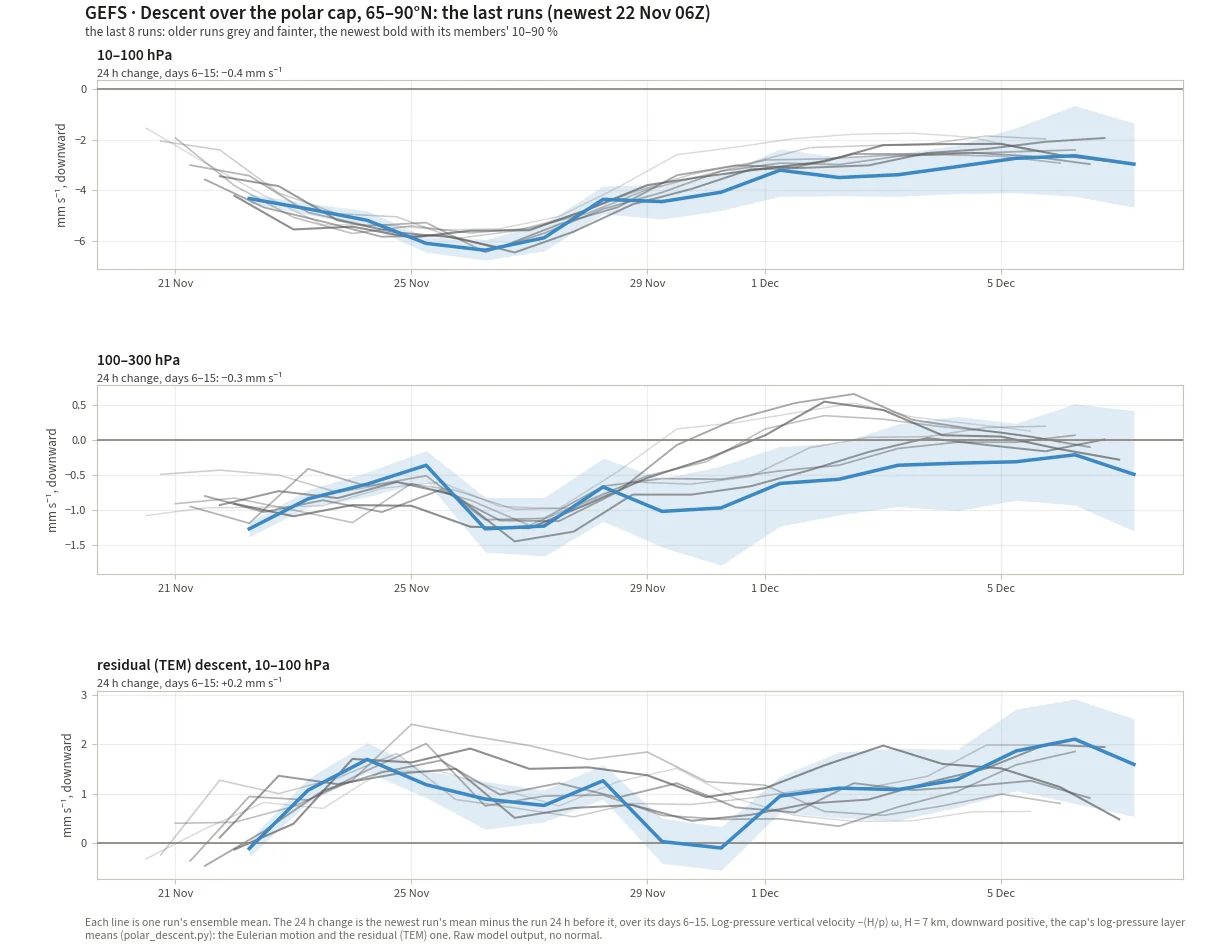 GEFS · Descent over the polar cap, 65–90°N: the last runs (newest 22 Nov 06Z)
the last 8 runs: older runs grey and fainter, the newest bold with its members' 10–90 %
10–100 hPa
24 h change, days 6–15: −0.4 mm s⁻¹
mm s⁻¹, downward
0
−2
−4
−6
21 Nov
25 Nov
29 Nov
1 Dec
5 Dec
100–300 hPa
24 h change, days 6–15: −0.3 mm s⁻¹
mm s⁻¹, downward
0.5
0.0
−0.5
−1.0
−1.5
21 Nov
25 Nov
29 Nov
1 Dec
5 Dec
residual (TEM) descent, 10–100 hPa
24 h change, days 6–15: +0.2 mm s⁻¹
mm s⁻¹, downward
3
2
1
0
21 Nov
25 Nov
29 Nov
1 Dec
5 Dec
Each line is one run's ensemble mean. The 24 h change is the newest run's mean minus the run 24 h before it, over its days 6–15. Log-pressure vertical velocity −(H/p) ω, H = 7 km, downward positive, the cap's log-pressure layer
means (polar_descent.py): the Eulerian motion and the residual (TEM) one. Raw model output, no normal.